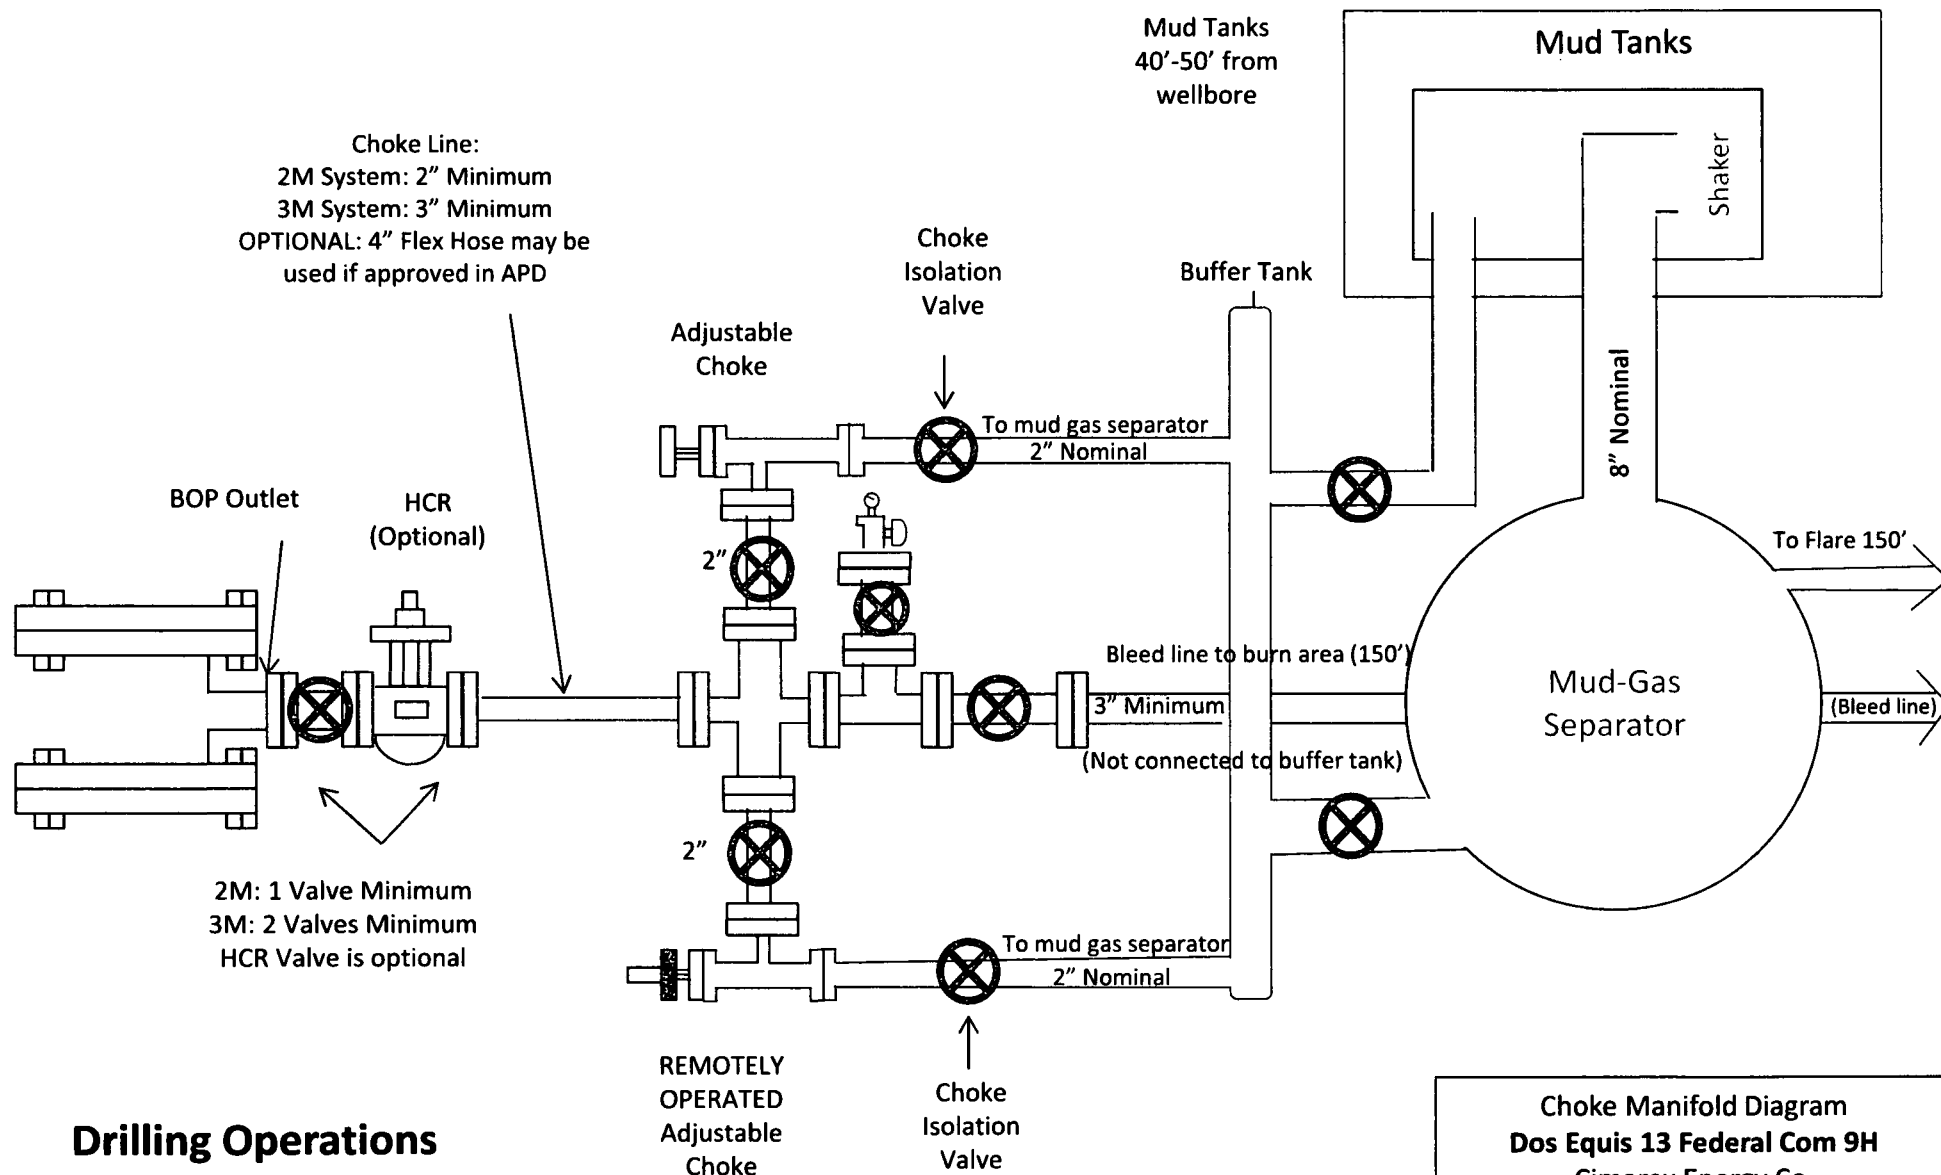 Mud Tanks
40′-50′ from
wellbore
Mud Tanks
Shaker
Choke Line:
2M System: 2″ Minimum
3M System: 3″ Minimum
OPTIONAL: 4″ Flex Hose may be
used if approved in APD
Choke
Isolation
Valve
Buffer Tank
Adjustable
Choke
8″ Nominal
To mud gas separator
2″ Nominal
BOP Outlet
HCR
(Optional)
2″
To Flare 150′
Bleed line to burn area (150′)
3″ Minimum
(Not connected to buffer tank)
Mud-Gas
Separator
(Bleed line)
2″
2M: 1 Valve Minimum
3M: 2 Valves Minimum
HCR Valve is optional
To mud gas separator
2″ Nominal
REMOTELY
OPERATED
Adjustable
Choke
Choke
Isolation
Valve
Drilling Operations
Choke Manifold Diagram
Dos Equis 13 Federal Com 9H
Cimarex Energy Co.